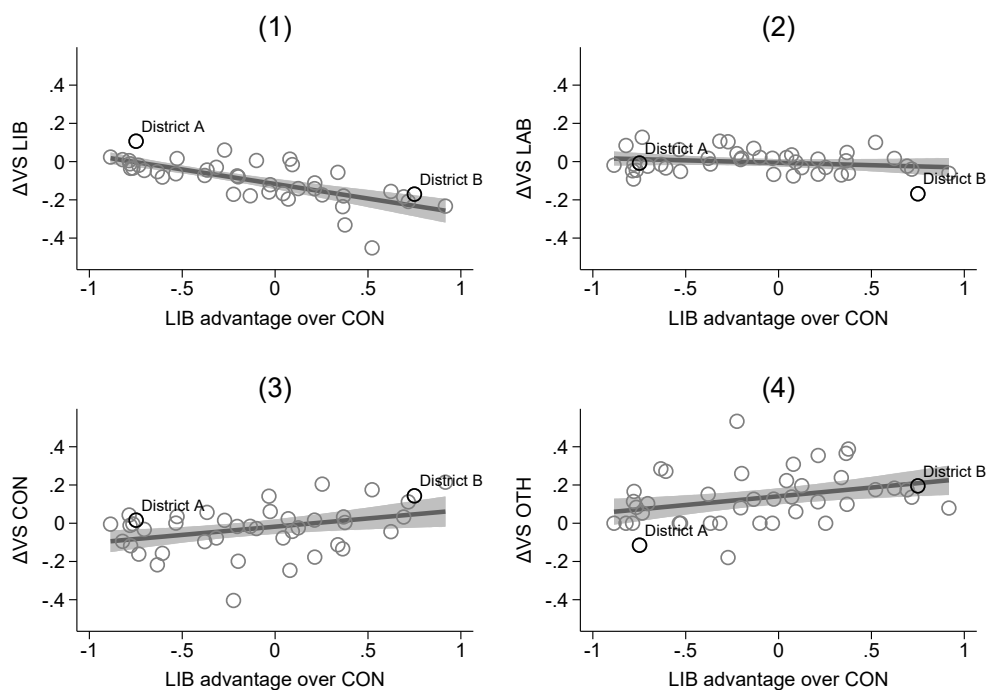 (1)
ΔVS LIB
.4
.2
0
-.2
-.4
District A
District B
-1 -.5 0 .5 1
LIB advantage over CON
(2)
ΔVS LAB
.4
.2
0
-.2
-.4
District A
District B
-1 -.5 0 .5 1
LIB advantage over CON
(3)
ΔVS CON
.4
.2
0
-.2
-.4
District A
District B
-1 -.5 0 .5 1
LIB advantage over CON
(4)
ΔVS OTH
.4
.2
0
-.2
-.4
District A
District B
-1 -.5 0 .5 1
LIB advantage over CON